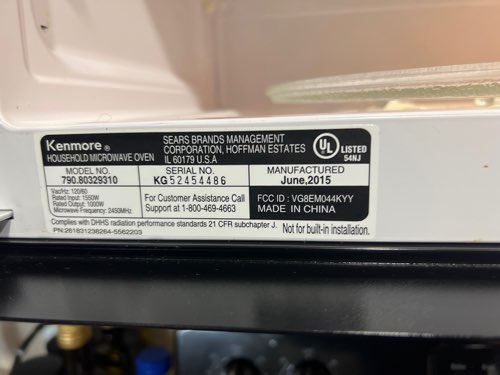 Kenmore®
HOUSEHOLD MICROWAVE OVEN
SEARS BRANDS MANAGEMENT
CORPORATION, HOFFMAN ESTATES
IL 60179 U.S.A
UL LISTED
54NJ
MODEL NO.
790.80329310
SERIAL NO.
KG52454486
MANUFACTURED
June,2015
Vac/Hz: 120/60
Rated Input: 1550W
Rated Output: 1000W
Microwave Frequency: 2450MHz
For Customer Assistance Call
Support at 1-800-469-4663
FCC ID : VG8EM044KYY
MADE IN CHINA
Complies with DHHS radiation performance standards 21 CFR subchapter J.
PN:261831238264-5562203
Not for built-in installation.